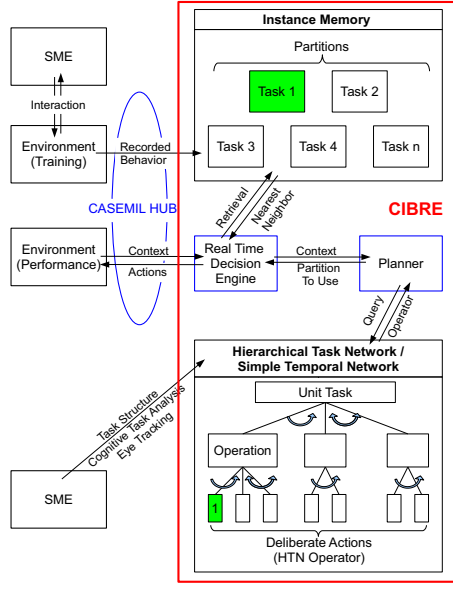 Instance Memory
Partitions
Task 1
Task 2
Task 3
Task 4
Task n
SME
Interaction
Environment
(Training)
Recorded
Behavior
CASEMIL HUB
Retrieval
Nearest
Neighbor
CIBRE
Environment
(Performance)
Context
Actions
Real Time
Decision
Engine
Context
Partition
To Use
Planner
Query
Operator
Hierarchical Task Network /
Simple Temporal Network
Unit Task
Task Structure
Cognitive Task Analysis
Eye Tracking
Operation
SME
1
Deliberate Actions
(HTN Operator)